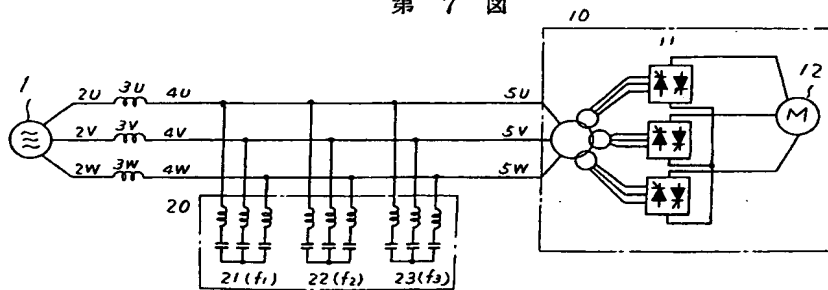 第 7 図
10
11
12
1
2U 3U 4U 5U
2V 3V 4V 5V
2W 3W 4W 5W
M
20
21(f1) 22(f2) 23(f3)